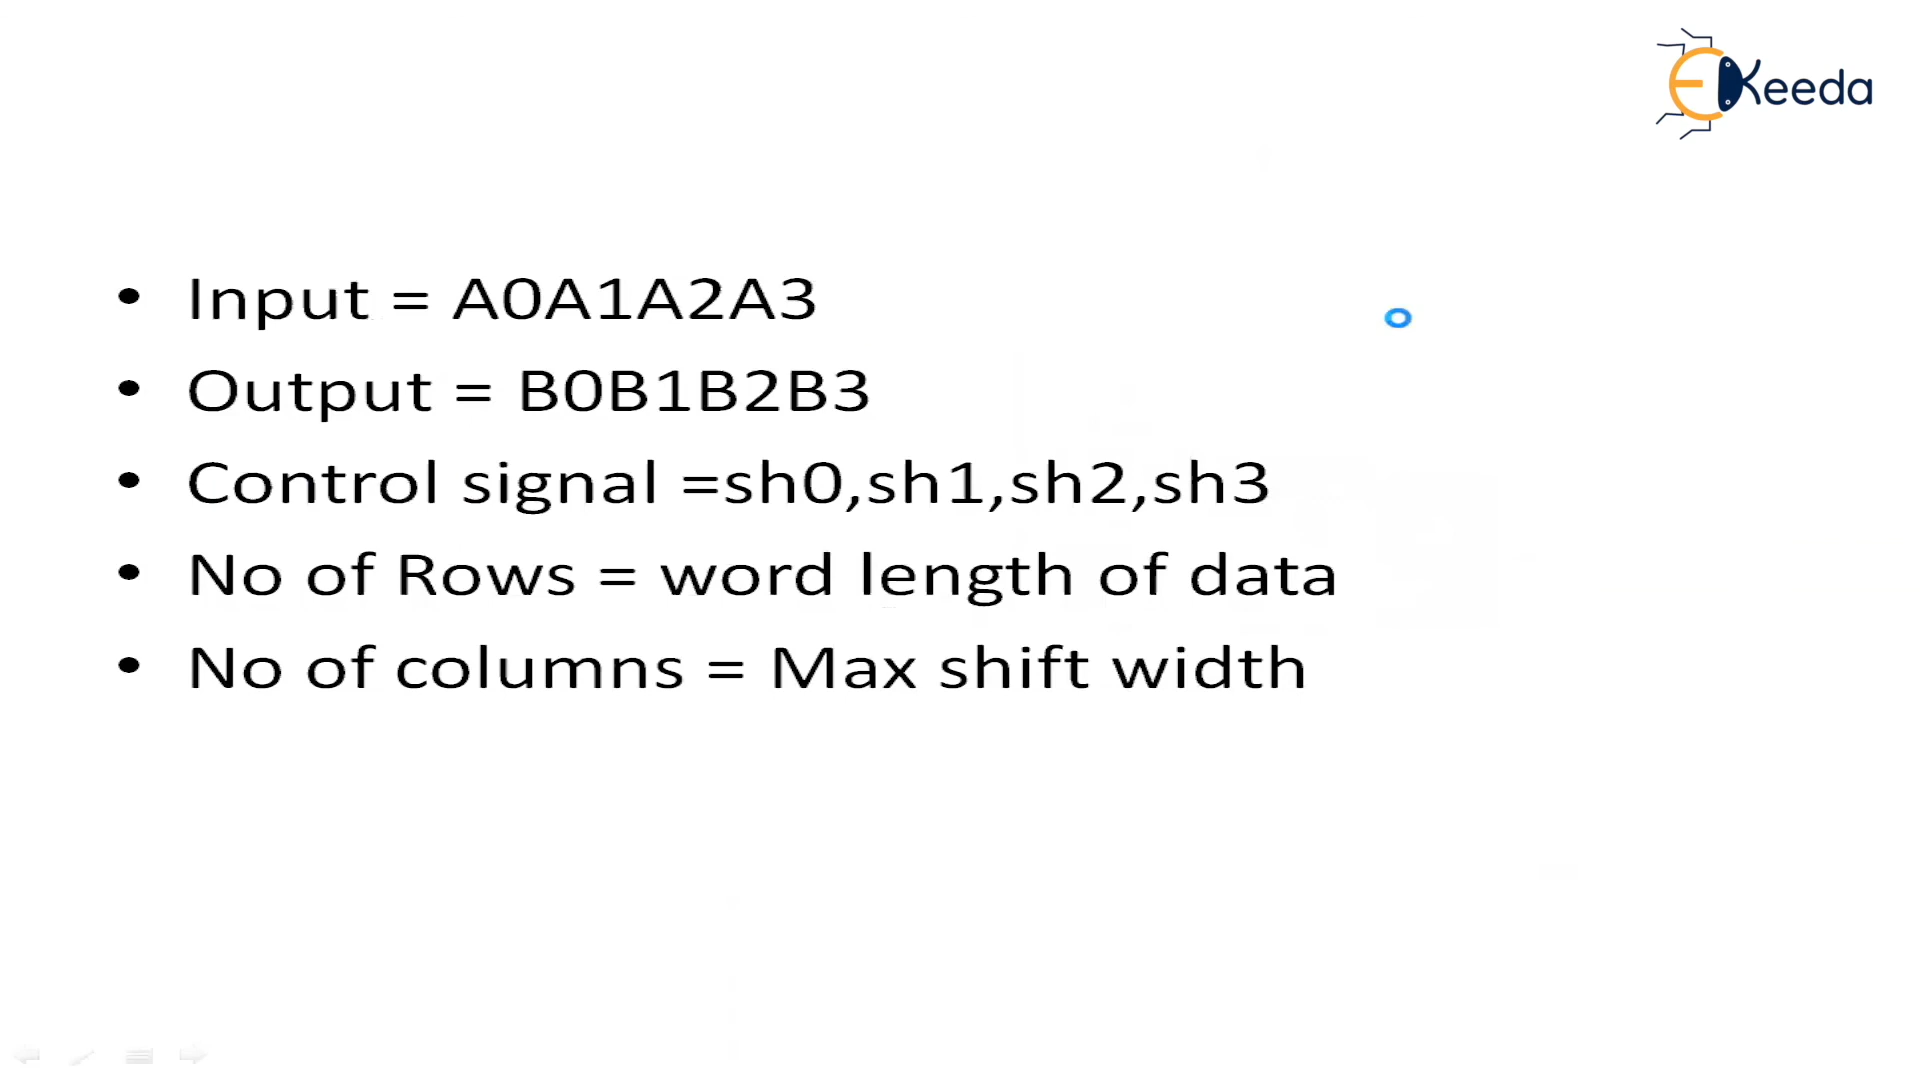 EKeeda
• Input = A0A1A2A3
• Output = B0B1B2B3
• Control signal =sh0,sh1,sh2,sh3
• No of Rows = word length of data
• No of columns = Max shift width